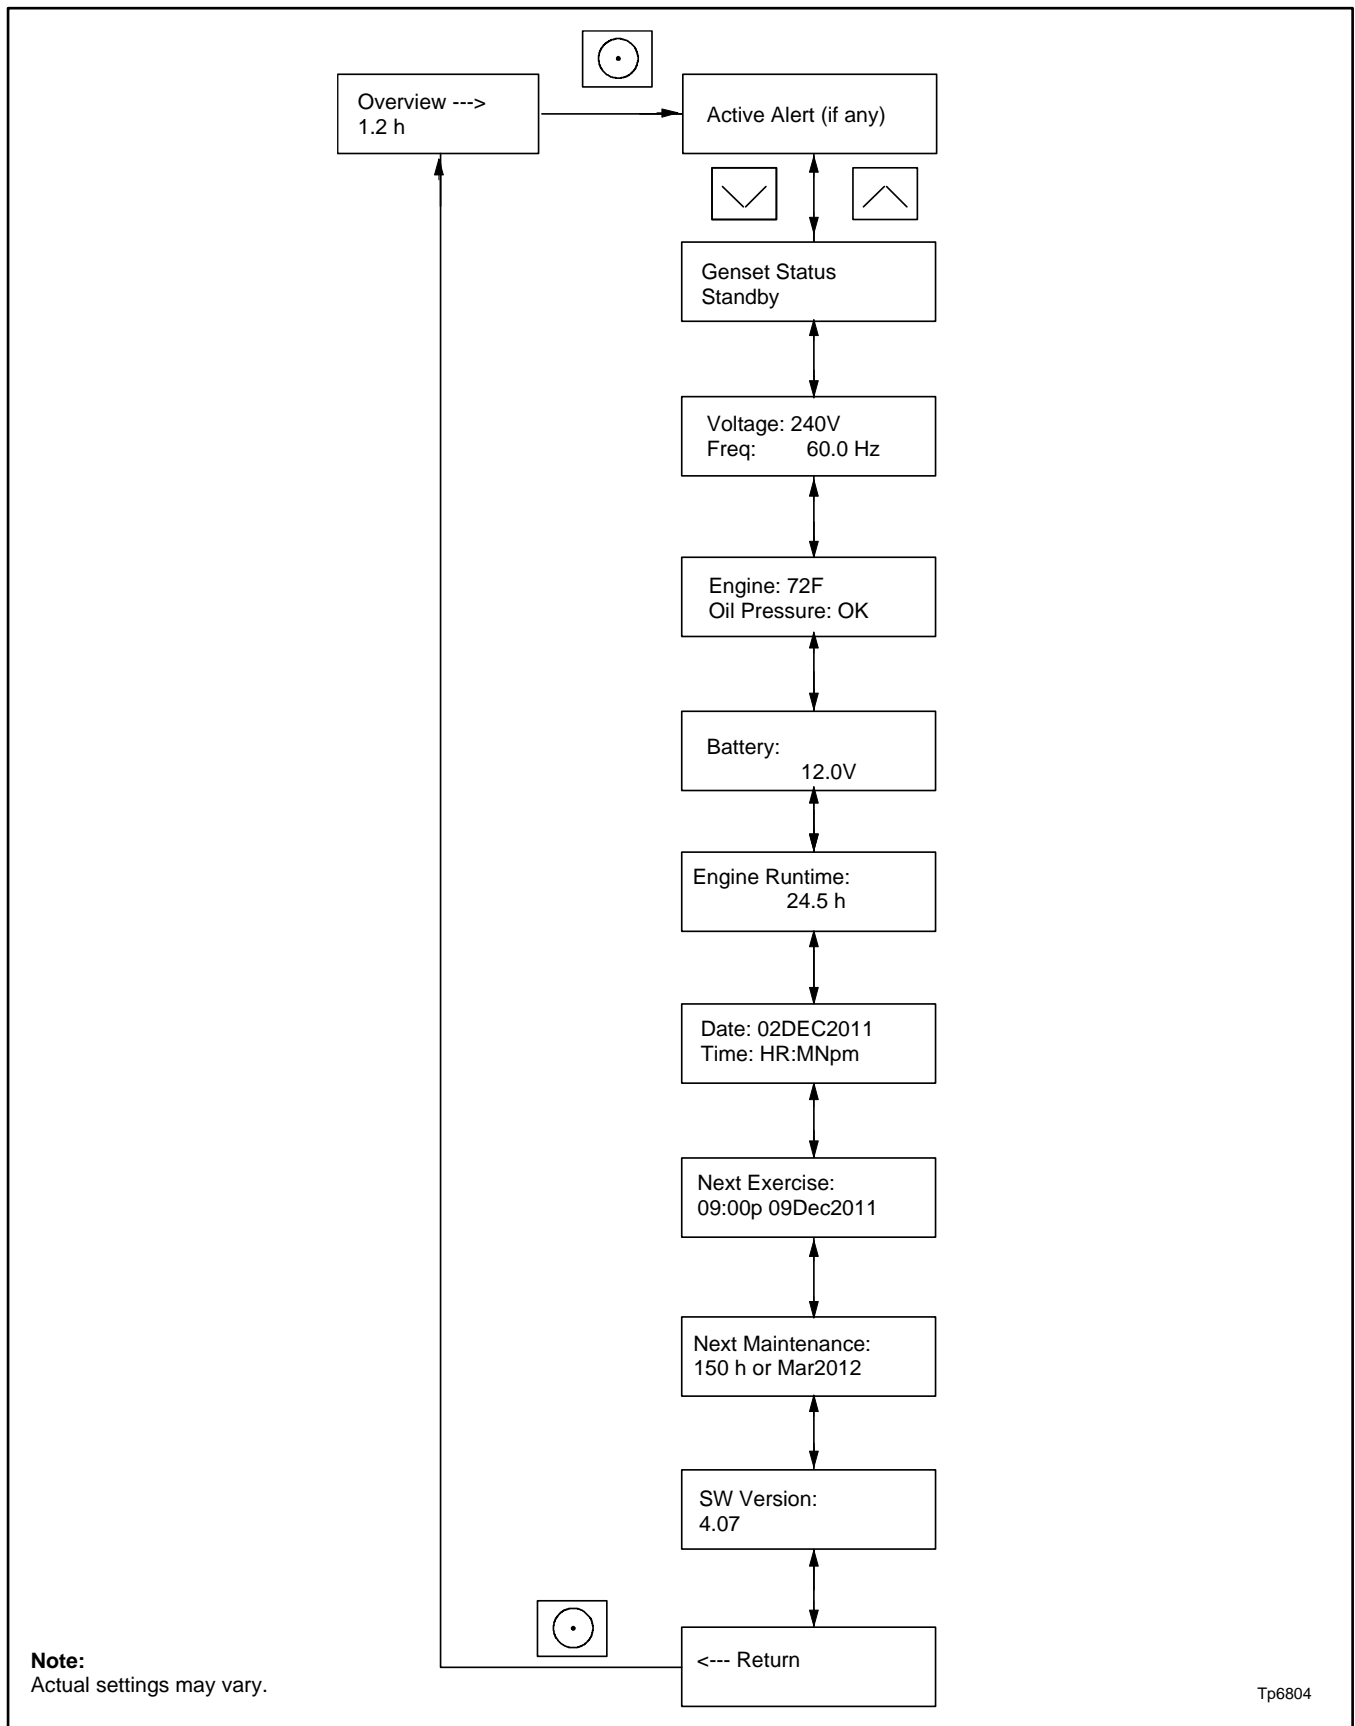 Overview --->
1.2 h
Active Alert (if any)
Genset Status
Standby
Voltage: 240V
Freq: 60.0 Hz
Engine: 72F
Oil Pressure: OK
Battery:
12.0V
Engine Runtime:
24.5 h
Date: 02DEC2011
Time: HR:MNpm
Next Exercise:
09:00p 09Dec2011
Next Maintenance:
150 h or Mar2012
SW Version:
4.07
<--- Return
Note:
Actual settings may vary.
Tp6804